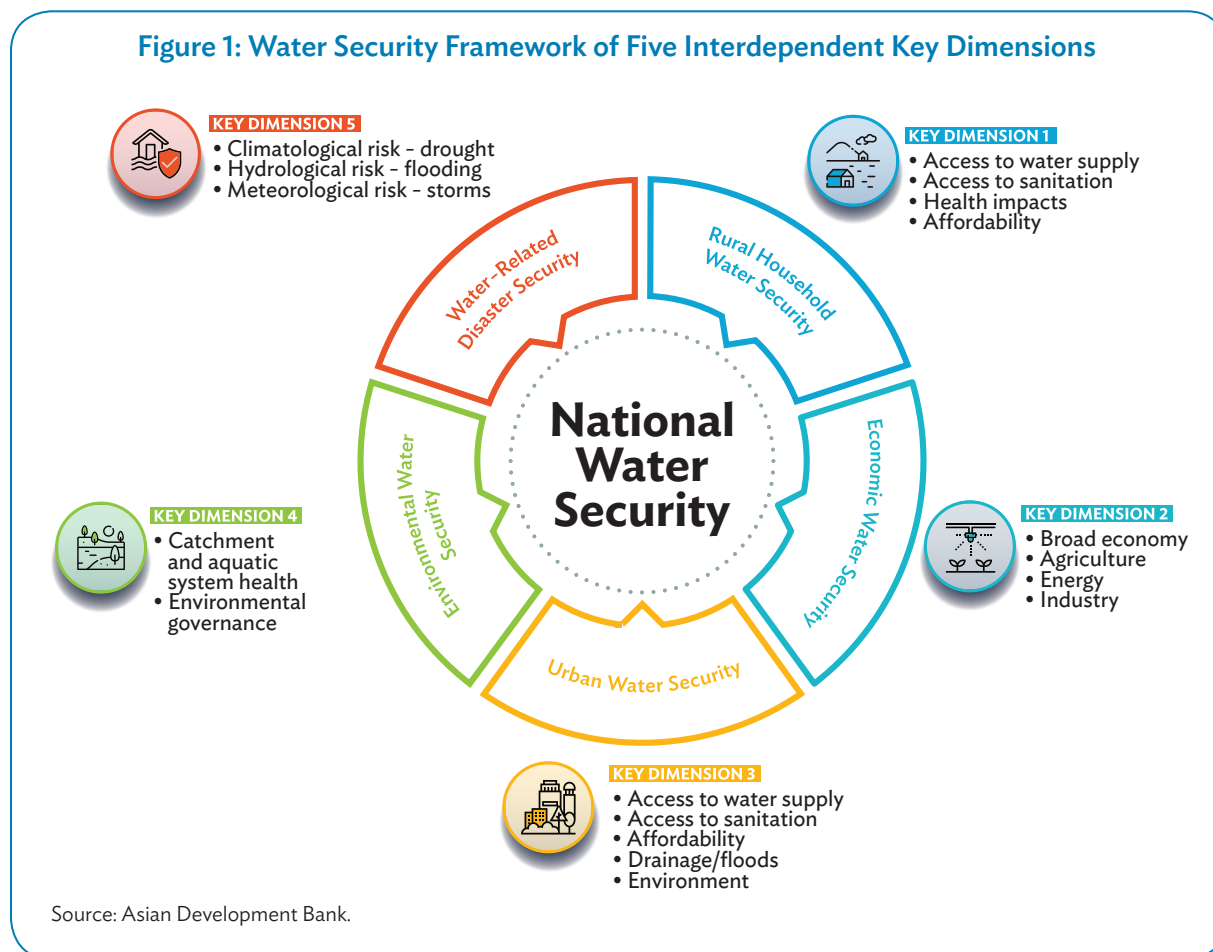 Figure 1: Water Security Framework of Five Interdependent Key Dimensions
KEY DIMENSION 5
• Climatological risk – drought
• Hydrological risk – flooding
• Meteorological risk – storms
KEY DIMENSION 1
• Access to water supply
• Access to sanitation
• Health impacts
• Affordability
Water-Related
Disaster Security
Rural Household
Water Security
National
Water
Security
Environmental Water
Security
Economic Water Security
KEY DIMENSION 4
• Catchment
and aquatic
system health
• Environmental
governance
KEY DIMENSION 2
• Broad economy
• Agriculture
• Energy
• Industry
Urban Water Security
KEY DIMENSION 3
• Access to water supply
• Access to sanitation
• Affordability
• Drainage/floods
• Environment
Source: Asian Development Bank.